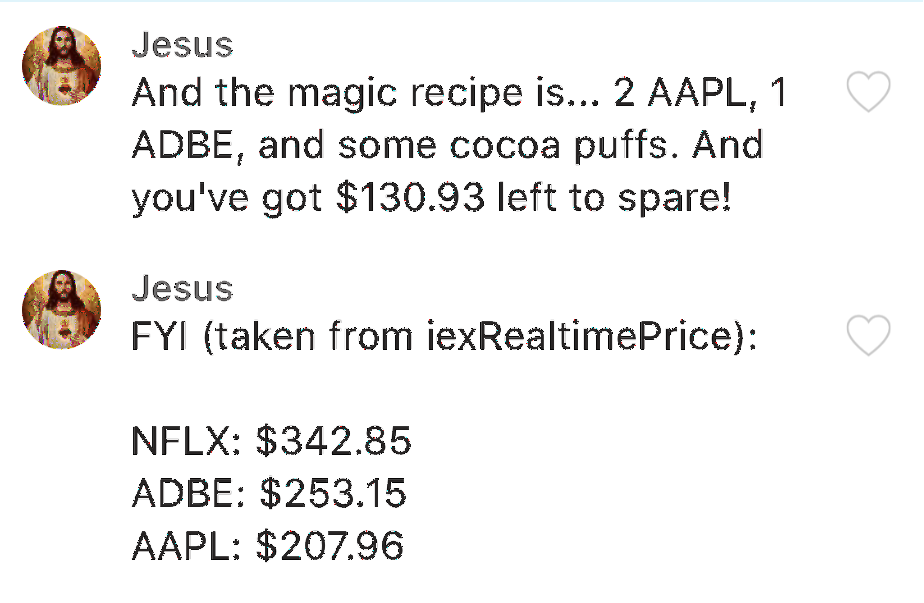 Jesus
And the magic recipe is... 2 AAPL, 1
ADBE, and some cocoa puffs. And
you've got $130.93 left to spare!
Jesus
FYI (taken from iexRealtimePrice):
NFLX: $342.85
ADBE: $253.15
AAPL: $207.96